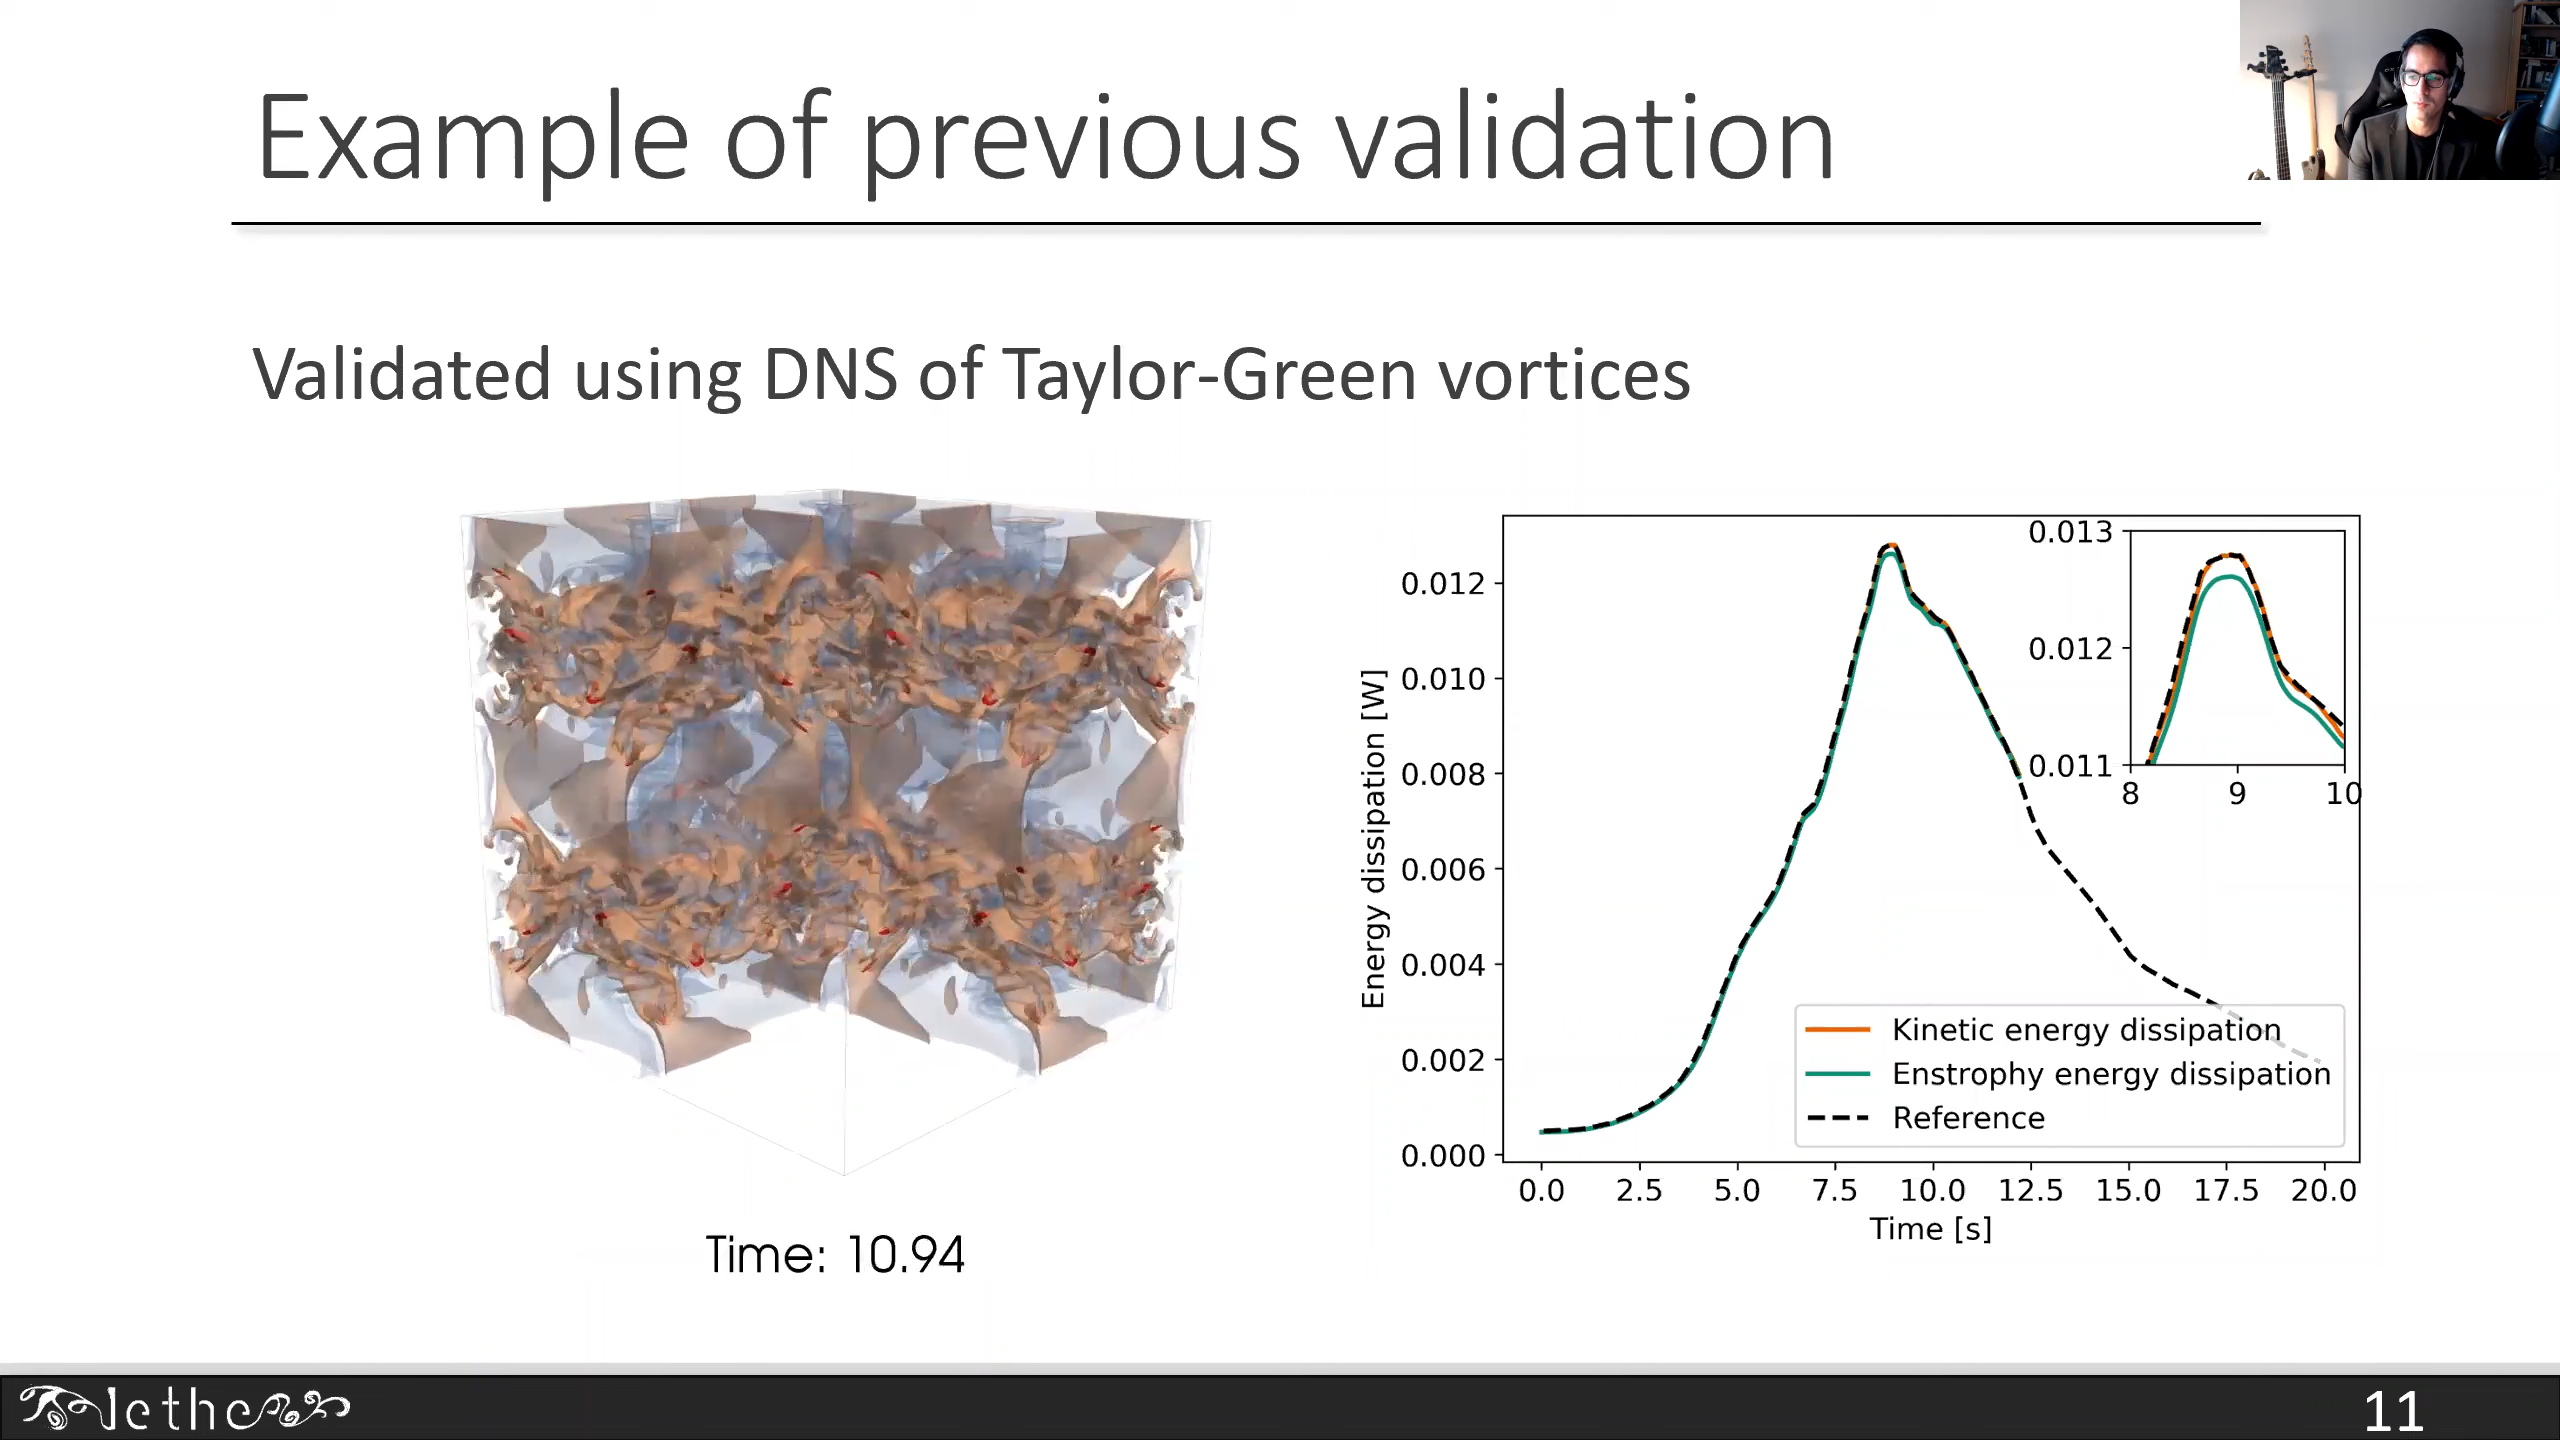 Example of previous validation
Validated using DNS of Taylor-Green vortices
Time: 10.94
Energy dissipation [W]
0.012
0.010
0.008
0.006
0.004
0.002
0.000
0.0 2.5 5.0 7.5 10.0 12.5 15.0 17.5 20.0
Time [s]
0.013
0.012
0.011
8 9 10
Kinetic energy dissipation
Enstrophy energy dissipation
Reference
lethe
11